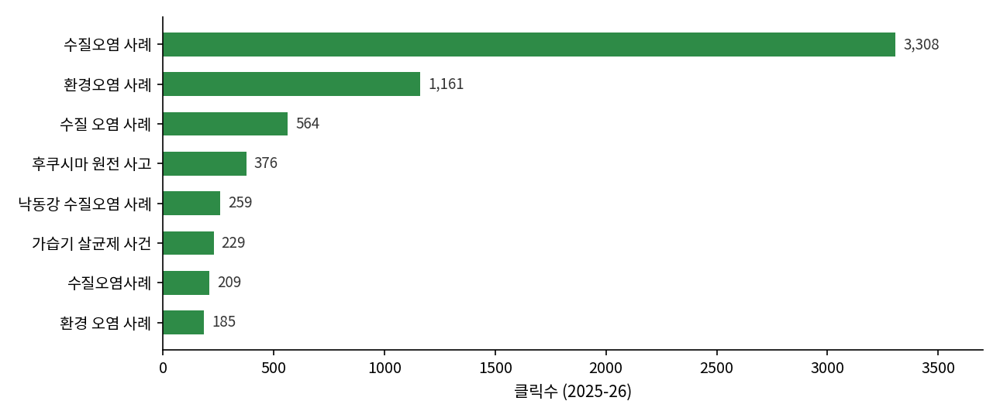 수질오염 사례 3,308
환경오염 사례 1,161
수질 오염 사례 564
후쿠시마 원전 사고 376
낙동강 수질오염 사례 259
가습기 살균제 사건 229
수질오염사례 209
환경 오염 사례 185
0 500 1000 1500 2000 2500 3000 3500
클릭수 (2025-26)